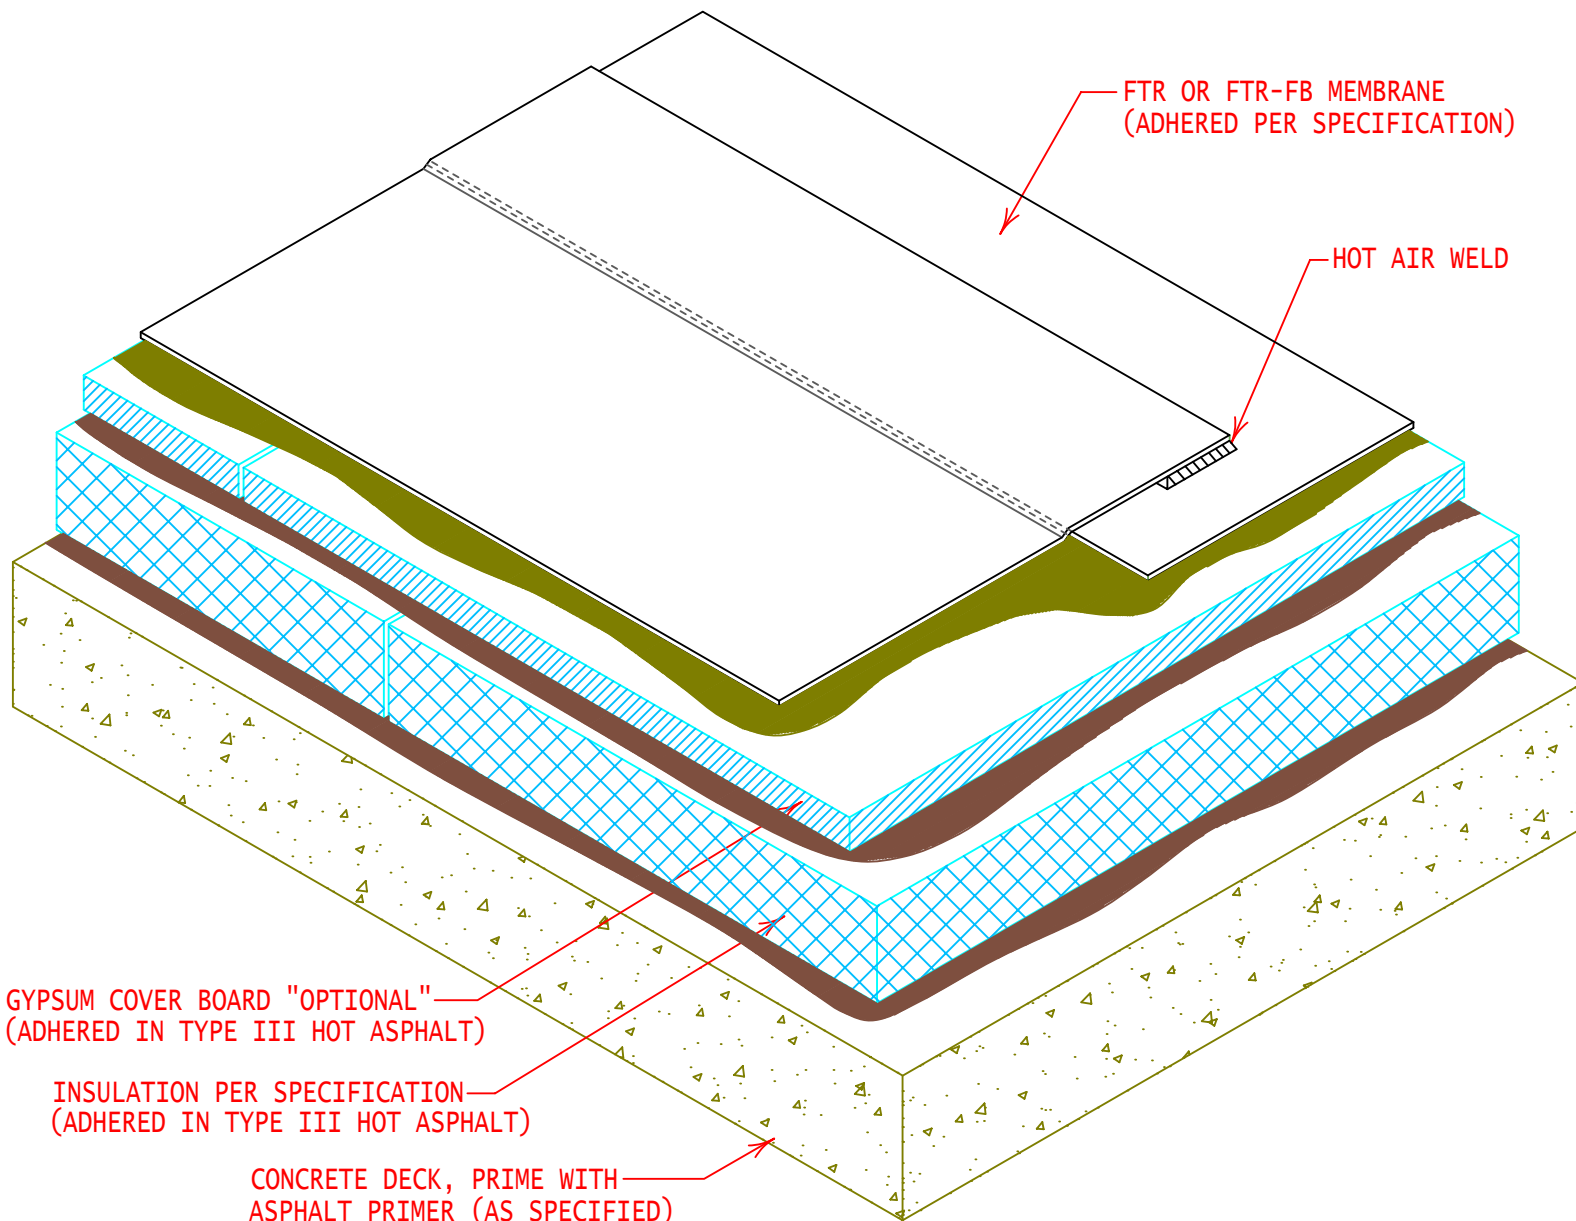 FTR OR FTR-FB MEMBRANE
(ADHERED PER SPECIFICATION)
HOT AIR WELD
GYPSUM COVER BOARD "OPTIONAL"
(ADHERED IN TYPE III HOT ASPHALT)
INSULATION PER SPECIFICATION
(ADHERED IN TYPE III HOT ASPHALT)
CONCRETE DECK, PRIME WITH
ASPHALT PRIMER (AS SPECIFIED)